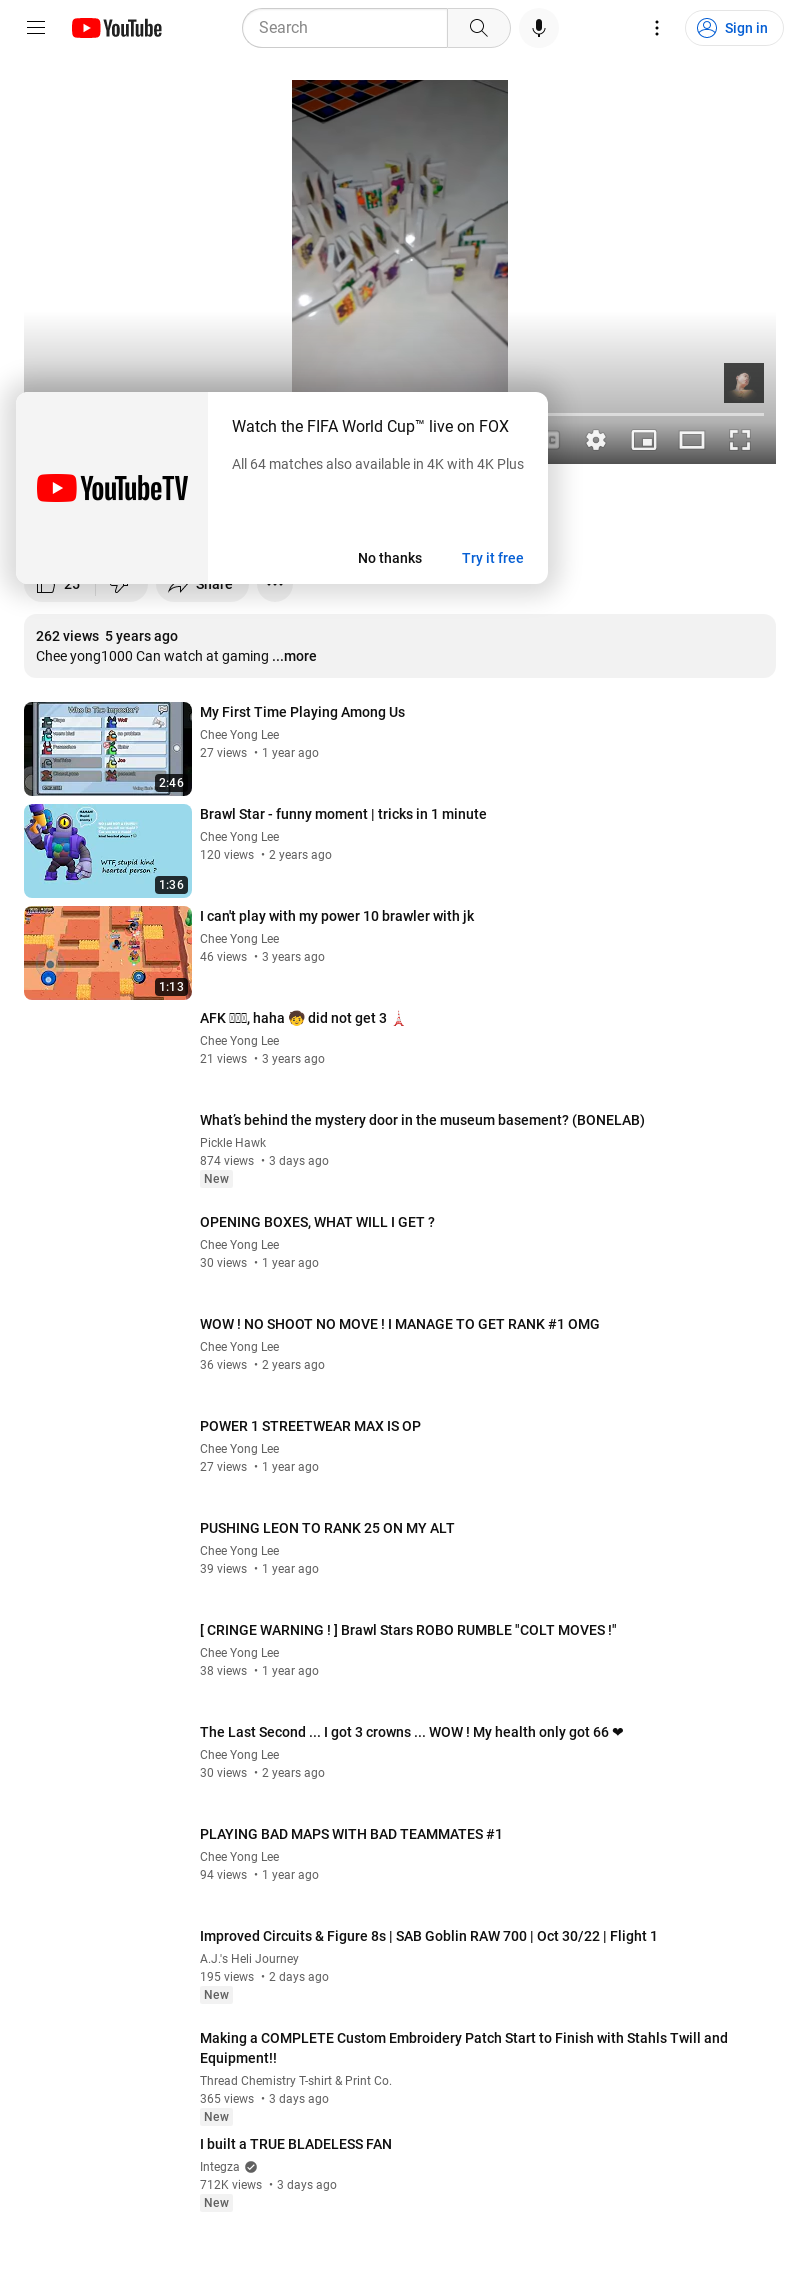 YouTube
Search
Sign in
Watch the FIFA World Cup™ live on FOX
All 64 matches also available in 4K with 4K Plus
YouTubeTV
No thanks
Try it free
25
Share
262 views 5 years ago
Chee yong1000 Can watch at gaming ...more
Who Is The Impostor?
2:46
My First Time Playing Among Us
Chee Yong Lee
27 views • 1 year ago
WTF, stupid kind
hearted person ?
1:36
Brawl Star - funny moment | tricks in 1 minute
Chee Yong Lee
120 views • 2 years ago
1:13
I can't play with my power 10 brawler with jk
Chee Yong Lee
46 views • 3 years ago
AFK , haha 🧒 did not get 3 🗼
Chee Yong Lee
21 views • 3 years ago
What's behind the mystery door in the museum basement? (BONELAB)
Pickle Hawk
874 views • 3 days ago
New
OPENING BOXES, WHAT WILL I GET ?
Chee Yong Lee
30 views • 1 year ago
WOW ! NO SHOOT NO MOVE ! I MANAGE TO GET RANK #1 OMG
Chee Yong Lee
36 views • 2 years ago
POWER 1 STREETWEAR MAX IS OP
Chee Yong Lee
27 views • 1 year ago
PUSHING LEON TO RANK 25 ON MY ALT
Chee Yong Lee
39 views • 1 year ago
[ CRINGE WARNING ! ] Brawl Stars ROBO RUMBLE "COLT MOVES !"
Chee Yong Lee
38 views • 1 year ago
The Last Second ... I got 3 crowns ... WOW ! My health only got 66 ❤
Chee Yong Lee
30 views • 2 years ago
PLAYING BAD MAPS WITH BAD TEAMMATES #1
Chee Yong Lee
94 views • 1 year ago
Improved Circuits & Figure 8s | SAB Goblin RAW 700 | Oct 30/22 | Flight 1
A.J.'s Heli Journey
195 views • 2 days ago
New
Making a COMPLETE Custom Embroidery Patch Start to Finish with Stahls Twill and
Equipment!!
Thread Chemistry T-shirt & Print Co.
365 views • 3 days ago
New
I built a TRUE BLADELESS FAN
Integza
712K views • 3 days ago
New